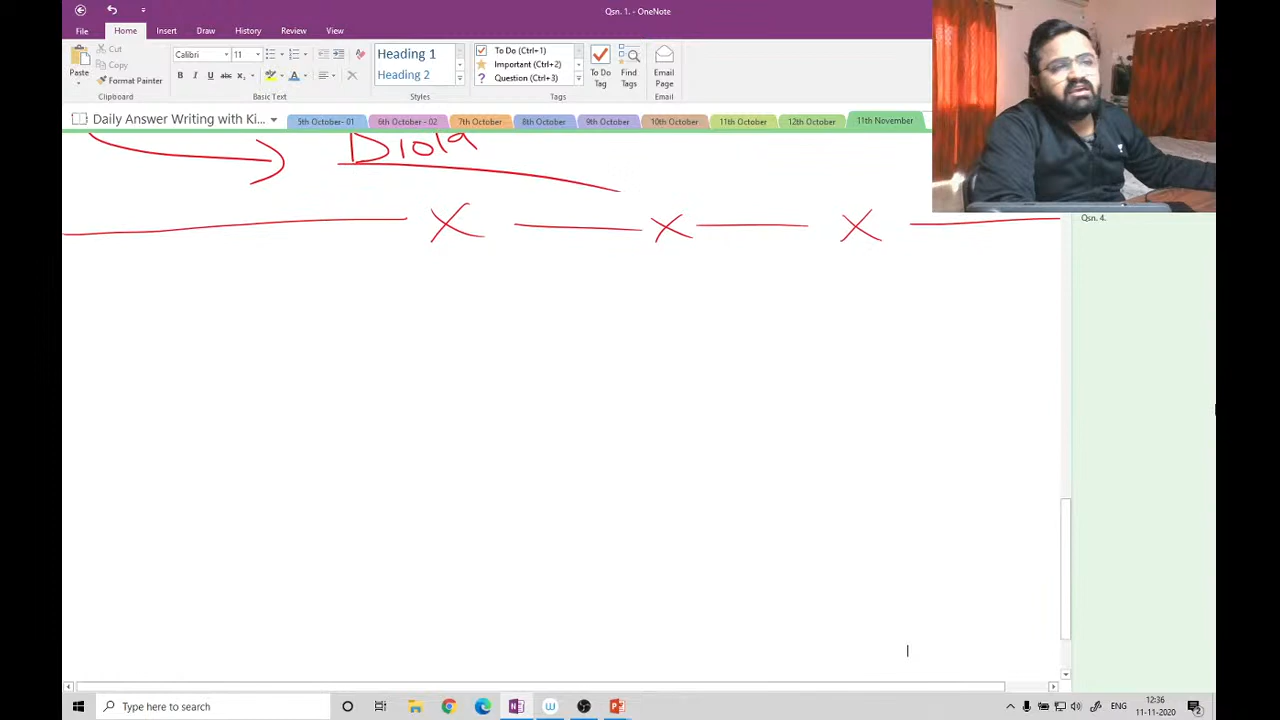 Qsn. 1. - OneNote
File Home Insert Draw History Review View
Cut
Copy
Paste
Format Painter
Clipboard
Calibri 11
B I U abc X₂ A
Basic Text
Heading 1
Heading 2
Styles
To Do (Ctrl+1)
Important (Ctrl+2)
Question (Ctrl+3)
Tags
To Do Tag
Find Tags
Email Page
Email
Daily Answer Writing with Ki...
5th October- 01
6th October - 02
7th October
8th October
9th October
10th October
11th October
12th October
11th November
X X X
Qsn. 4.
Type here to search
ENG
12:36
11-11-2020
2